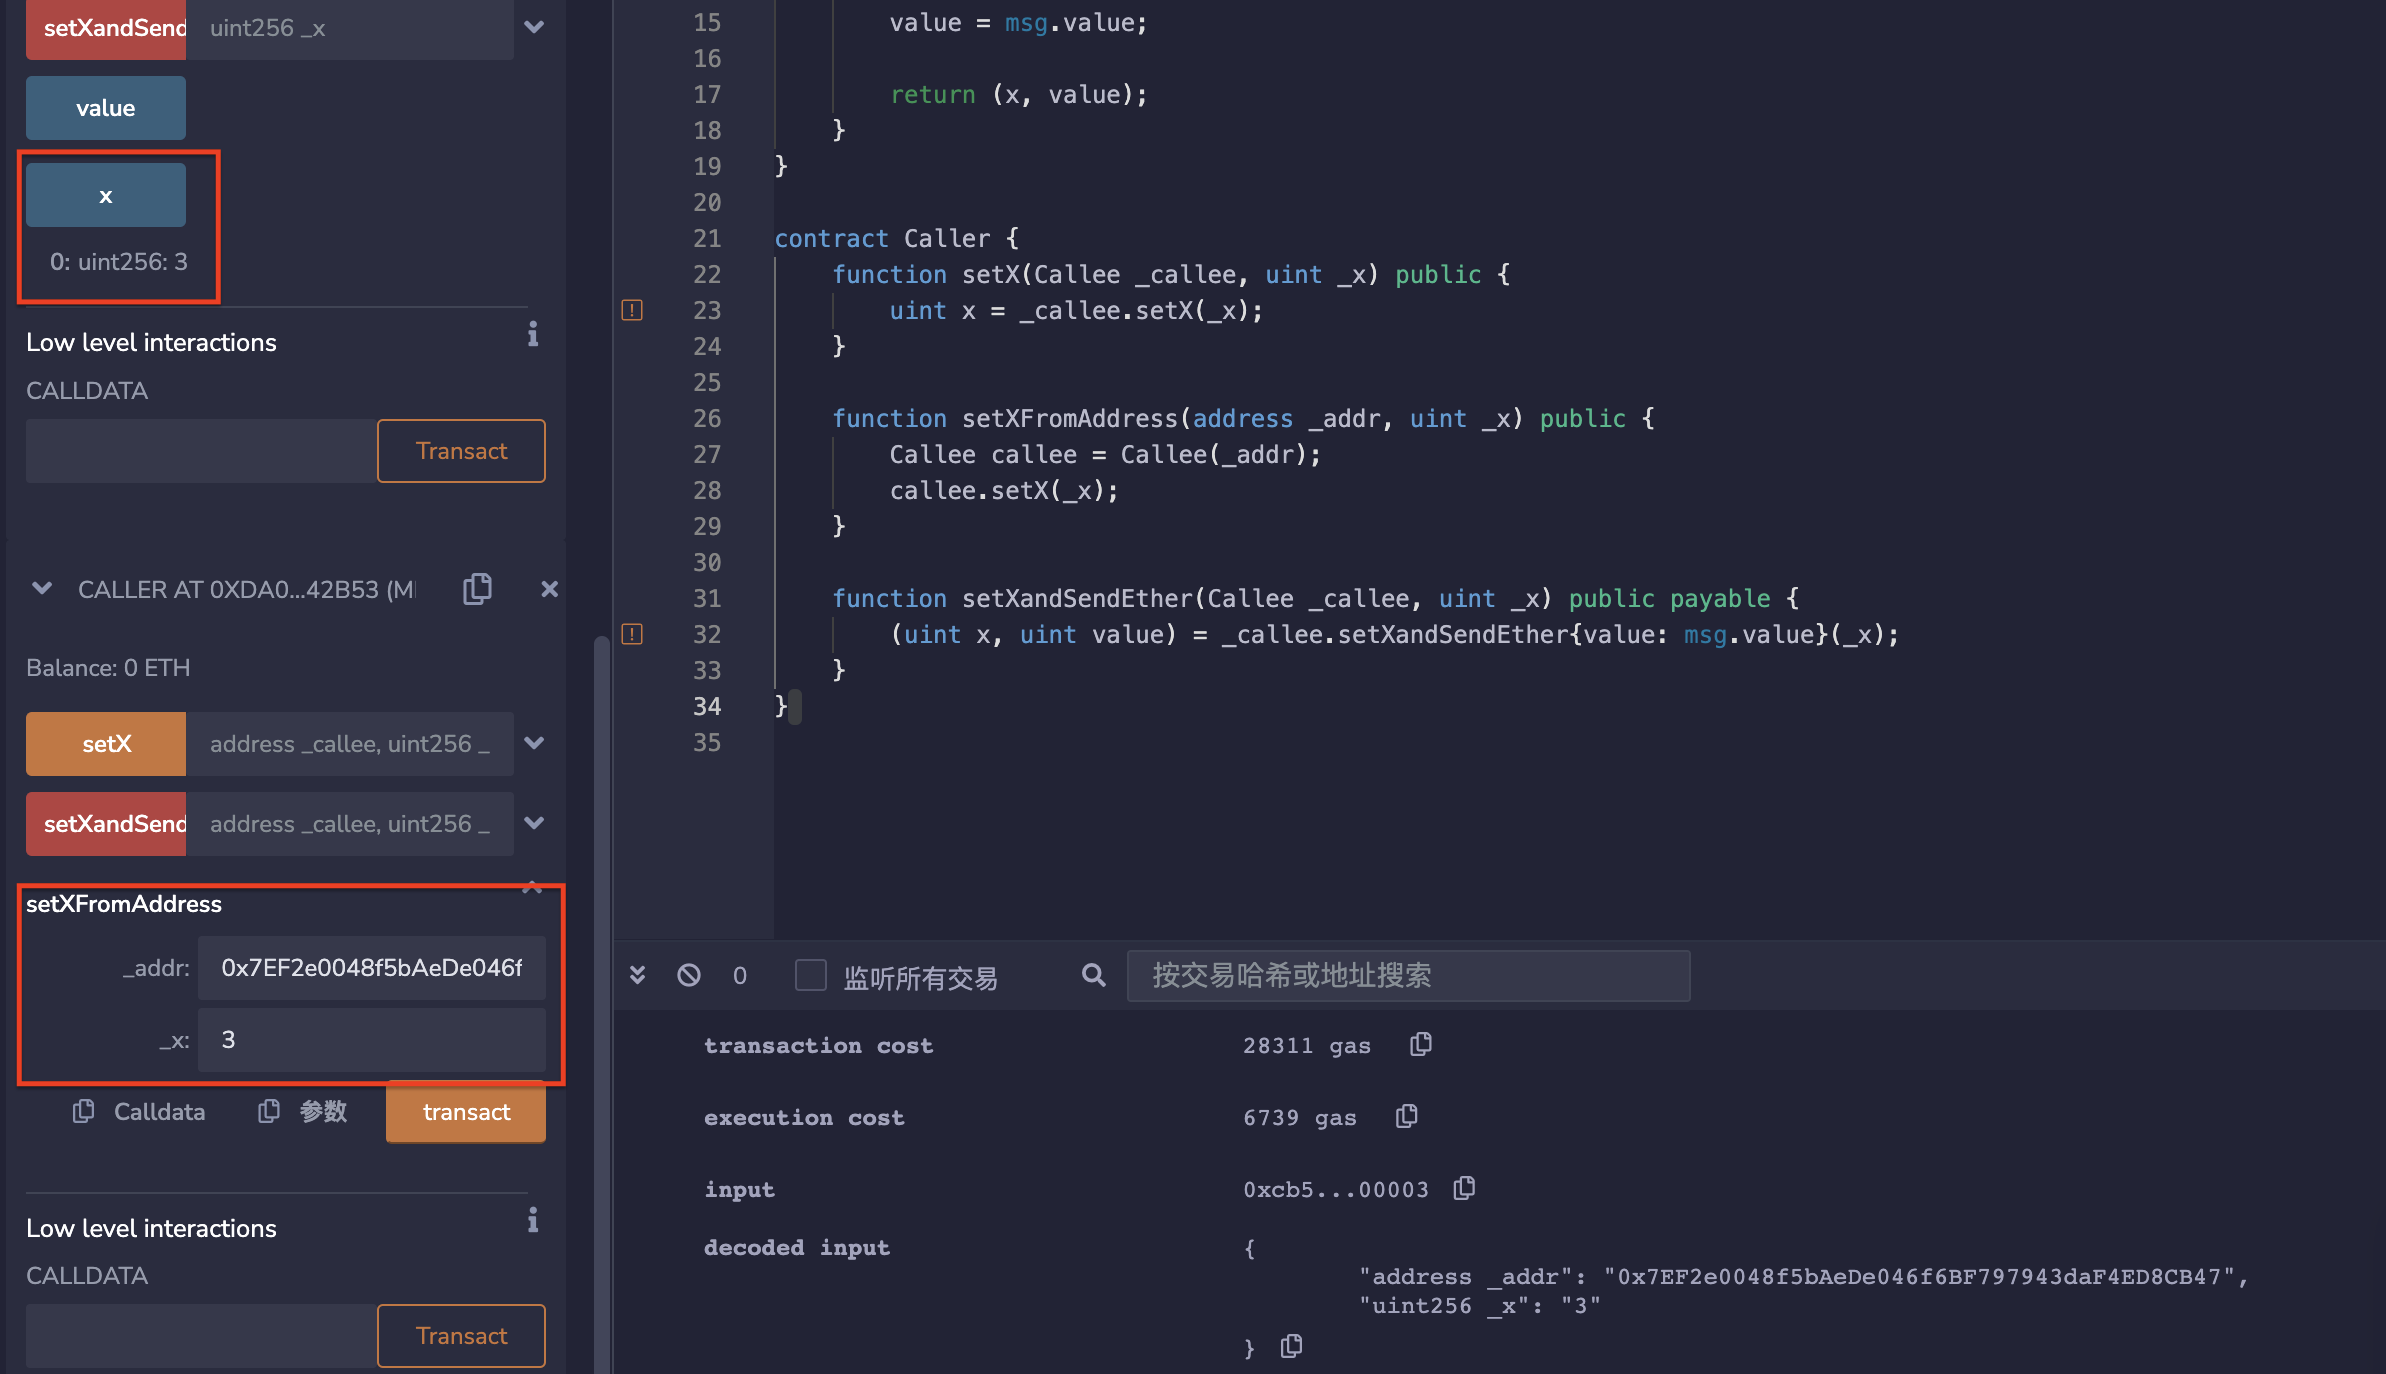 setXandSend
uint256 _x
value
x
0: uint256: 3
Low level interactions
CALLDATA
Transact
CALLER AT 0XDA0...42B53 (M
Balance: 0 ETH
setX
address _callee, uint256 _
setXandSend
address _callee, uint256 _
setXFromAddress
_addr:
0x7EF2e0048f5bAeDe046f
_x:
3
Calldata
参数
transact
Low level interactions
CALLDATA
Transact
15 value = msg.value;
16
17 return (x, value);
18 }
19 }
20
21 contract Caller {
22 function setX(Callee _callee, uint _x) public {
23 uint x = _callee.setX(_x);
24 }
25
26 function setXFromAddress(address _addr, uint _x) public {
27 Callee callee = Callee(_addr);
28 callee.setX(_x);
29 }
30
31 function setXandSendEther(Callee _callee, uint _x) public payable {
32 (uint x, uint value) = _callee.setXandSendEther{value: msg.value}(_x);
33 }
34 }
35
0
监听所有交易
按交易哈希或地址搜索
transaction cost 28311 gas
execution cost 6739 gas
input 0xcb5...00003
decoded input {
"address _addr": "0x7EF2e0048f5bAeDe046f6BF797943daF4ED8CB47",
"uint256 _x": "3"
}